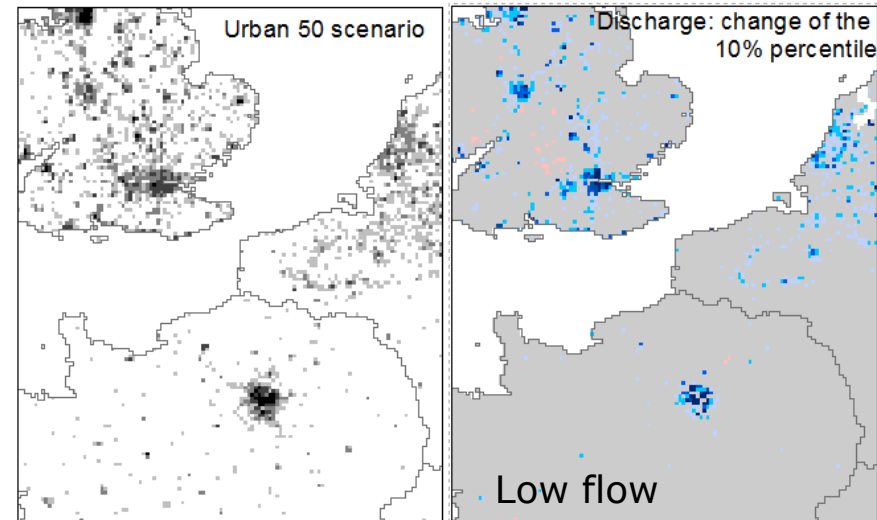 Urban 50 scenario
Discharge: change of the
10% percentile
Low flow